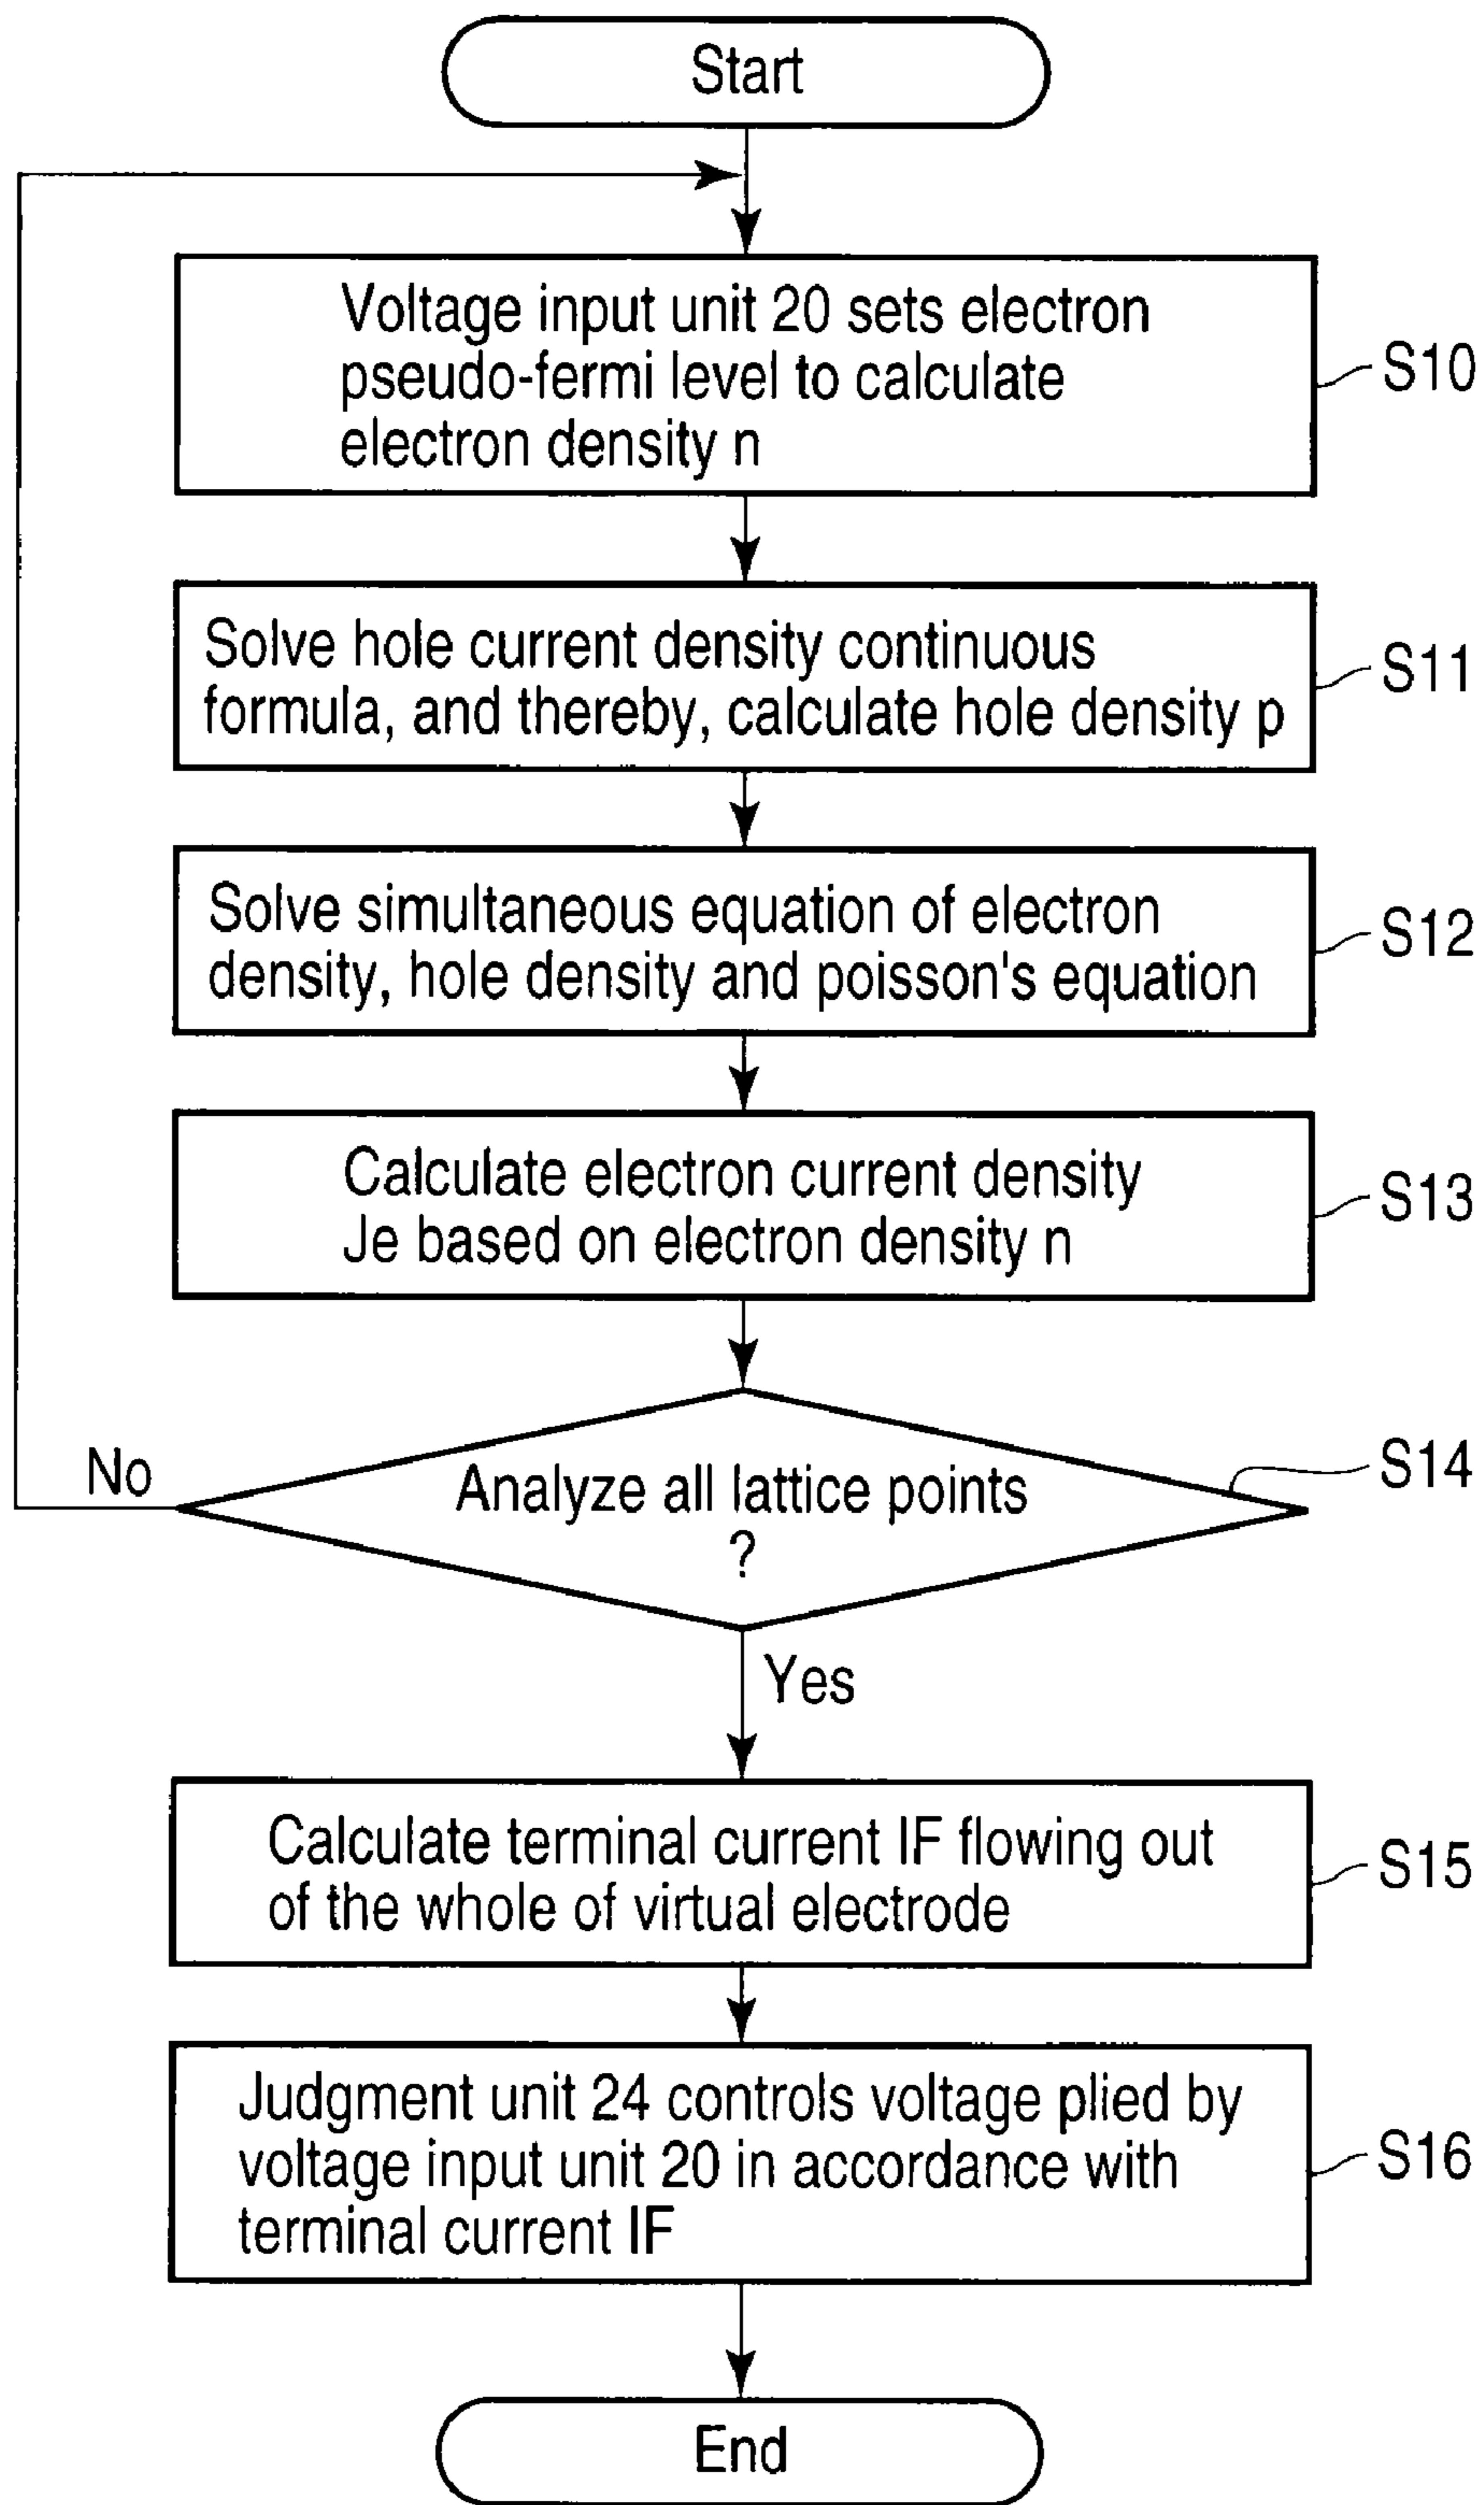 Start
Voltage input unit 20 sets electron
pseudo-fermi level to calculate
electron density n
S10
Solve hole current density continuous
formula, and thereby, calculate hole density p
S11
Solve simultaneous equation of electron
density, hole density and poisson's equation
S12
Calculate electron current density
Je based on electron density n
S13
Analyze all lattice points
?
S14
No
Yes
Calculate terminal current IF flowing out
of the whole of virtual electrode
S15
Judgment unit 24 controls voltage plied by
voltage input unit 20 in accordance with
terminal current IF
S16
End